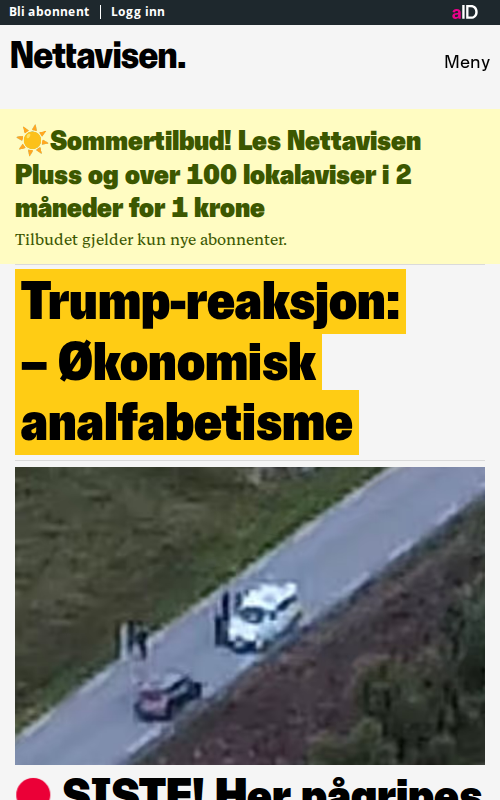 Bli abonnent | Logg inn
aID
Nettavisen.
Meny
☀️Sommertilbud! Les Nettavisen
Pluss og over 100 lokalaviser i 2
måneder for 1 krone
Tilbudet gjelder kun nye abonnenter.
Trump-reaksjon:
– Økonomisk
analfabetisme
SISTE! Her pågripes